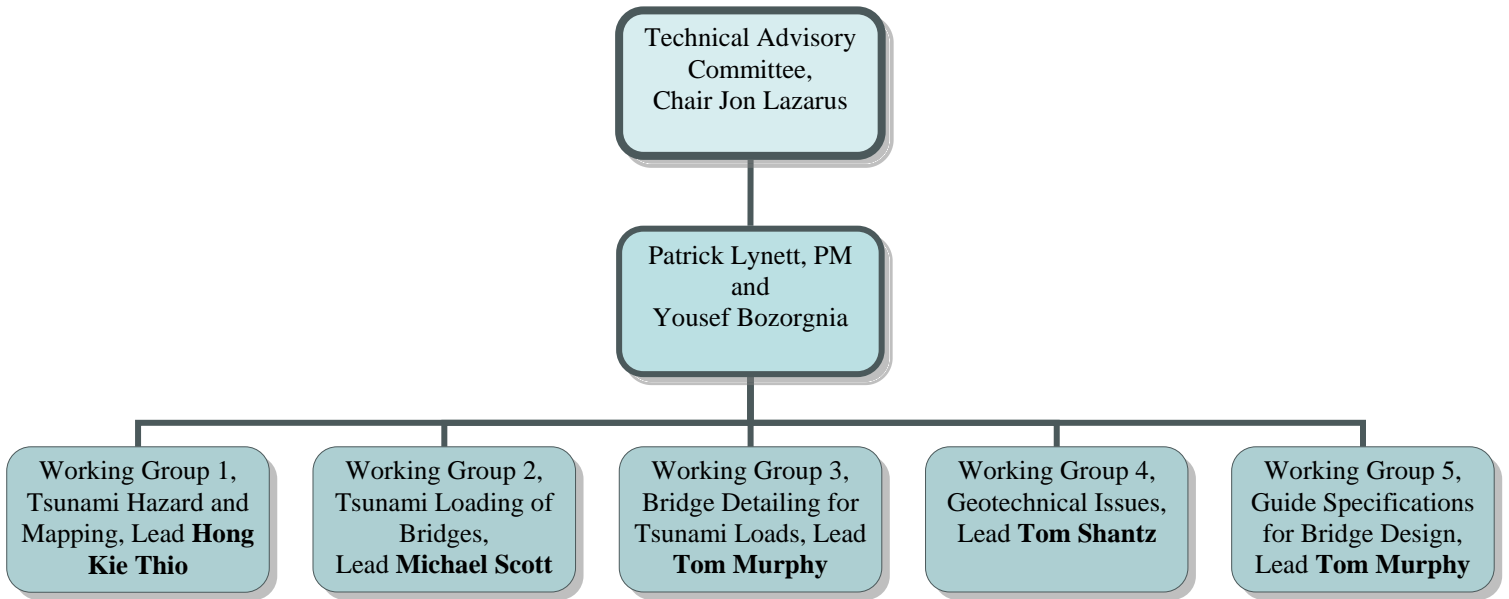 Technical Advisory
Committee,
Chair Jon Lazarus
Patrick Lynett, PM
and
Yousef Bozorgnia
Working Group 1,
Tsunami Hazard and
Mapping, Lead Hong
Kie Thio
Working Group 2,
Tsunami Loading of
Bridges,
Lead Michael Scott
Working Group 3,
Bridge Detailing for
Tsunami Loads, Lead
Tom Murphy
Working Group 4,
Geotechnical Issues,
Lead Tom Shantz
Working Group 5,
Guide Specifications
for Bridge Design,
Lead Tom Murphy